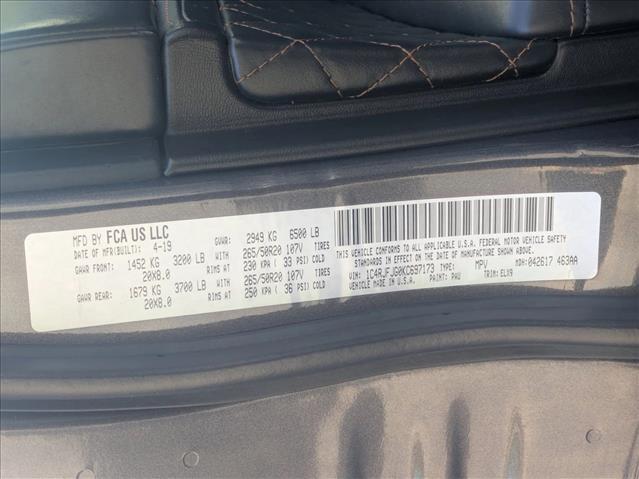 MFD BY FCA US LLC
DATE OF MFR(BUILT): 4-19 GVWR: 2949 KG 6500 LB
GAWR FRONT: 1452 KG 3200 LB WITH 265/50R20 107V TIRES
20X8.0 RIMS AT 230 KPA ( 33 PSI) COLD
GAWR REAR: 1679 KG 3700 LB WITH 265/50R20 107V TIRES
20X8.0 RIMS AT 250 KPA ( 36 PSI) COLD
THIS VEHICLE CONFORMS TO ALL APPLICABLE U.S.A. FEDERAL MOTOR
VEHICLE SAFETY, BUMPER, AND THEFT PREVENTION STANDARDS
IN EFFECT ON THE DATE OF MANUFACTURE SHOWN ABOVE.
VIN: 1C4RJFJG0KC697173 TYPE: MPV MDH: 042617 463AA
VEHICLE MADE IN U.S.A. PAINT: PAU TRIM: ELX9